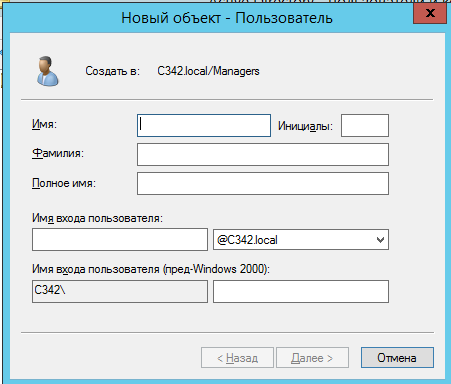 Новый объект - Пользователь
x
Создать в: C342.local/Managers
Имя: Инициалы:
Фамилия:
Полное имя:
Имя входа пользователя:
@C342.local
Имя входа пользователя (пред-Windows 2000):
C342\
< Назад Далее > Отмена